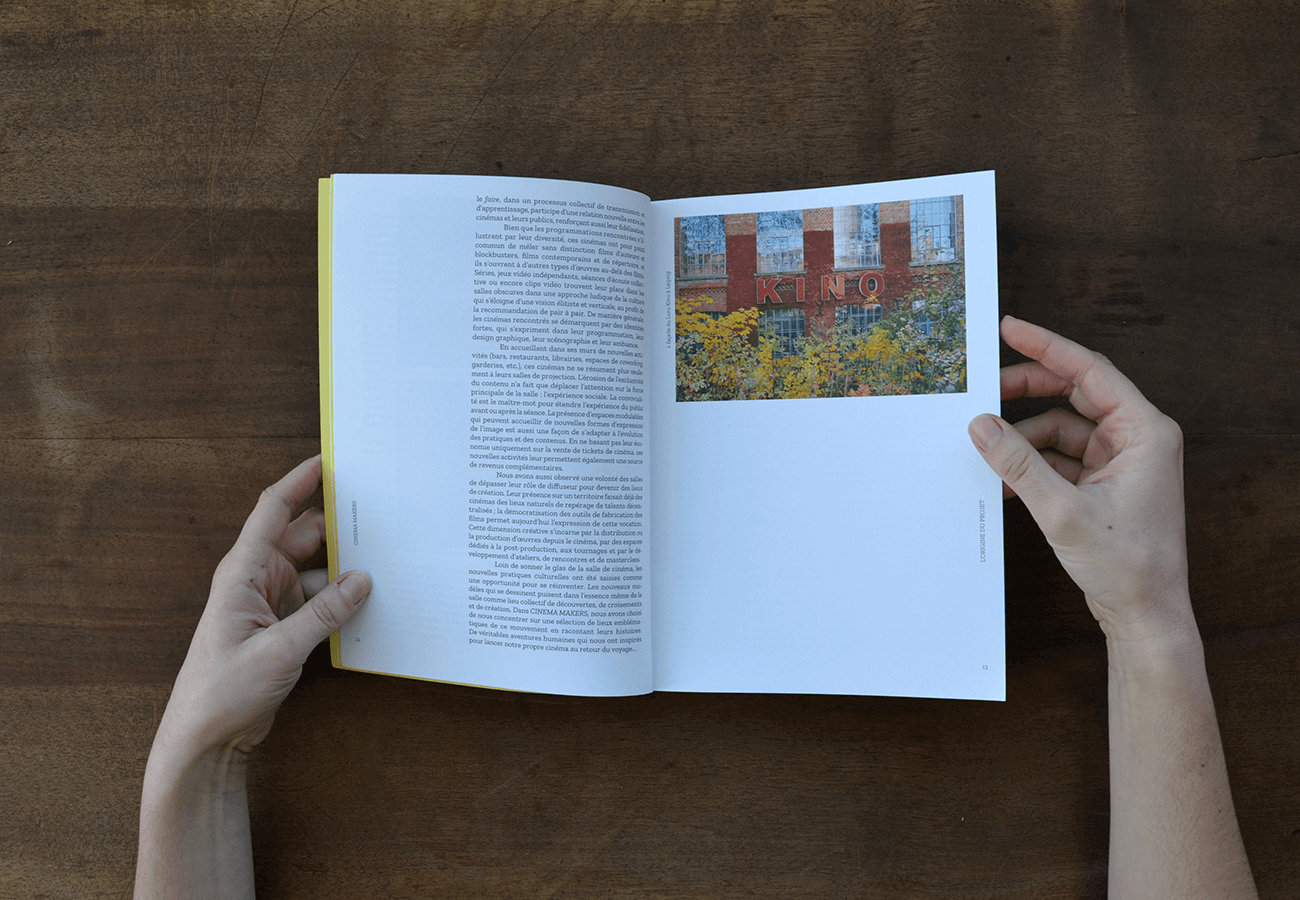 le faire, dans un processus collectif de transmission et
d'apprentissage, participe d'une relation nouvelle entre les
cinémas et leurs publics, renforçant aussi leur fidélisation.
Bien que les programmations rencontrées s'il-
lustrent par leur diversité, ces cinémas ont pour point
commun de mêler sans distinction films d'auteurs et
blockbusters, films contemporains et de répertoire, et
ils s'ouvrent à d'autres types d'œuvres au-delà des films.
Séries, jeux vidéo indépendants, séances d'écoute collec-
tive ou encore clips vidéo trouvent leur place dans les
salles obscures dans une approche ludique de la culture
qui s'éloigne d'une vision élitiste et verticale, au profit de
la recommandation de pair à pair. De manière générale,
les cinémas rencontrés se démarquent par des identités
fortes, qui s'expriment dans leur programmation, leur
design graphique, leur scénographie et leur ambiance.
En accueillant dans ses murs de nouvelles acti-
vités (bars, restaurants, librairies, espaces de coworking,
garderies, etc.), ces cinémas ne se résument plus seule-
ment à leurs salles de projection. L'érosion de l'exclusivité
du contenu n'a fait que déplacer l'attention sur la force
principale de la salle : l'expérience sociale. La convivial-
té est le maître-mot pour étendre l'expérience du public
avant ou après la séance. La présence d'espaces modulables
qui peuvent accueillir de nouvelles formes d'expression
de l'image est aussi une façon de s'adapter à l'évolution
des pratiques et des contenus. En ne basant pas leur éco-
nomie uniquement sur la vente de tickets de cinéma, ces
nouvelles activités leur permettent également une source
de revenus complémentaires.
Nous avons aussi observé une volonté des salles
de dépasser leur rôle de diffuseur pour devenir des lieux
de création. Leur présence sur un territoire faisait déjà des
cinémas des lieux naturels de repérage de talents décen-
tralisés ; la démocratisation des outils de fabrication des
films permet aujourd'hui l'expression de cette vocation.
Cette dimension créative s'incarne par la distribution ou
la production d'œuvres depuis le cinéma, par des espaces
dédiés à la post-production, aux tournages et par le dé-
veloppement d'ateliers, de rencontres et de masterclass.
Loin de sonner le glas de la salle de cinéma, les
nouvelles pratiques culturelles ont été saisies comme
une opportunité pour se réinventer. Les nouveaux mo-
dèles qui se dessinent puisent dans l'essence même de la
salle comme lieu collectif de découvertes, de croisements
et de création. Dans CINEMA MAKERS, nous avons choisi
de nous concentrer sur une sélection de lieux embléma-
tiques de ce mouvement en racontant leurs histoires.
De véritables aventures humaines qui nous ont inspirés
pour lancer notre propre cinéma au retour du voyage...
CINEMA MAKERS
12
KINO
façade du Luru Kino à Leipzig
L'ORIGINE DU PROJET
13